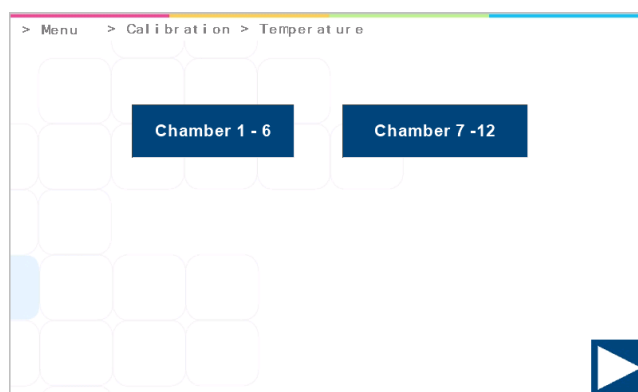 > Menu > Calibration > Temperature
Chamber 1 - 6
Chamber 7 -12